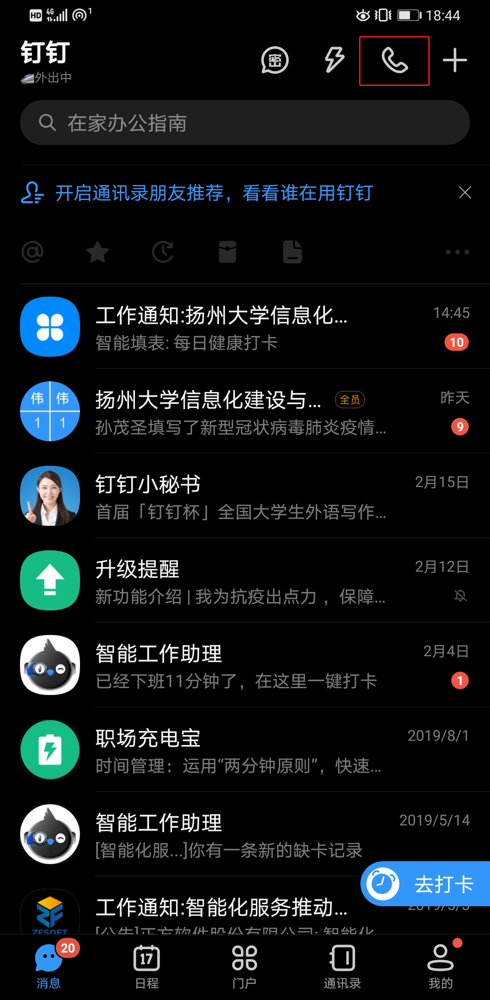 HD 4G 1 18:44
钉钉
外出中
密
在家办公指南
开启通讯录朋友推荐，看看谁在用钉钉
工作通知:扬州大学信息化... 14:45
智能填表: 每日健康打卡 10
伟 伟
1 1
扬州大学信息化建设与... 全员 昨天
孙茂圣填写了新型冠状病毒肺炎疫情... 9
钉钉小秘书 2月15日
首届「钉钉杯」全国大学生外语写作...
升级提醒 2月12日
新功能介绍 | 我为抗疫出点力 ，保障...
智能工作助理 2月4日
已经下班11分钟了，在这里一键打卡 1
职场充电宝 2019/8/1
时间管理：运用“两分钟原则”，快速...
智能工作助理 2019/5/14
[智能化服...]你有一条新的缺卡记录
去打卡
工作通知:智能化服务推动...
ZESOFT
[公告]正方软件股份有限公司: 智能化
20
17
消息 日程 门户 通讯录 我的